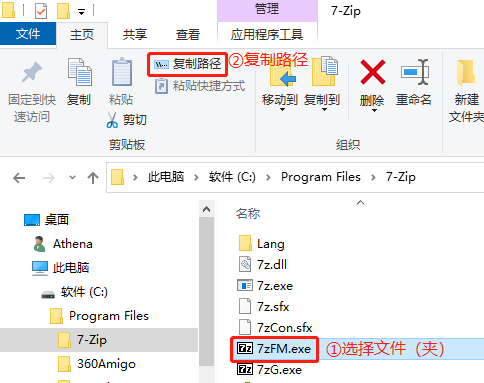 管理
7-Zip
文件
主页
共享
查看
应用程序工具
复制路径
②复制路径
粘贴快捷方式
固定到快
速访问
复制
粘贴
剪切
移动到
复制到
删除
重命名
新建
文件夹
剪贴板
组织
此电脑 > 软件 (C:) > Program Files > 7-Zip
桌面
Athena
此电脑
软件 (C:)
Program Files
7-Zip
360Amigo
名称
Lang
7z.dll
7z.exe
7z.sfx
7zCon.sfx
7zFM.exe
①选择文件（夹）
7zG.exe